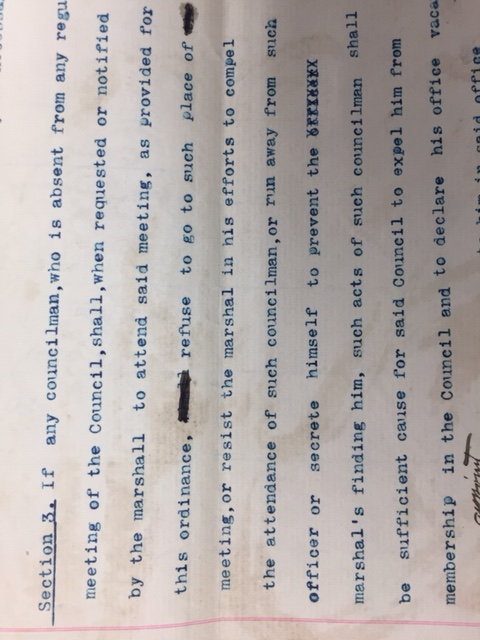 Section 3. If any councilman,who is absent from any regu
meeting of the Council,shall,when requested or notified
by the marshall to attend said meeting, as provided for
this ordinance, refuse to go to such place of
meeting,or resist the marshal in his efforts to compel
the attendance of such councilman,or run away from such
officer or secrete himself to prevent the
marshal's finding him, such acts of such councilman shall
be sufficient cause for said Council to expel him from
membership in the Council and to declare his office vaca
to him in said office